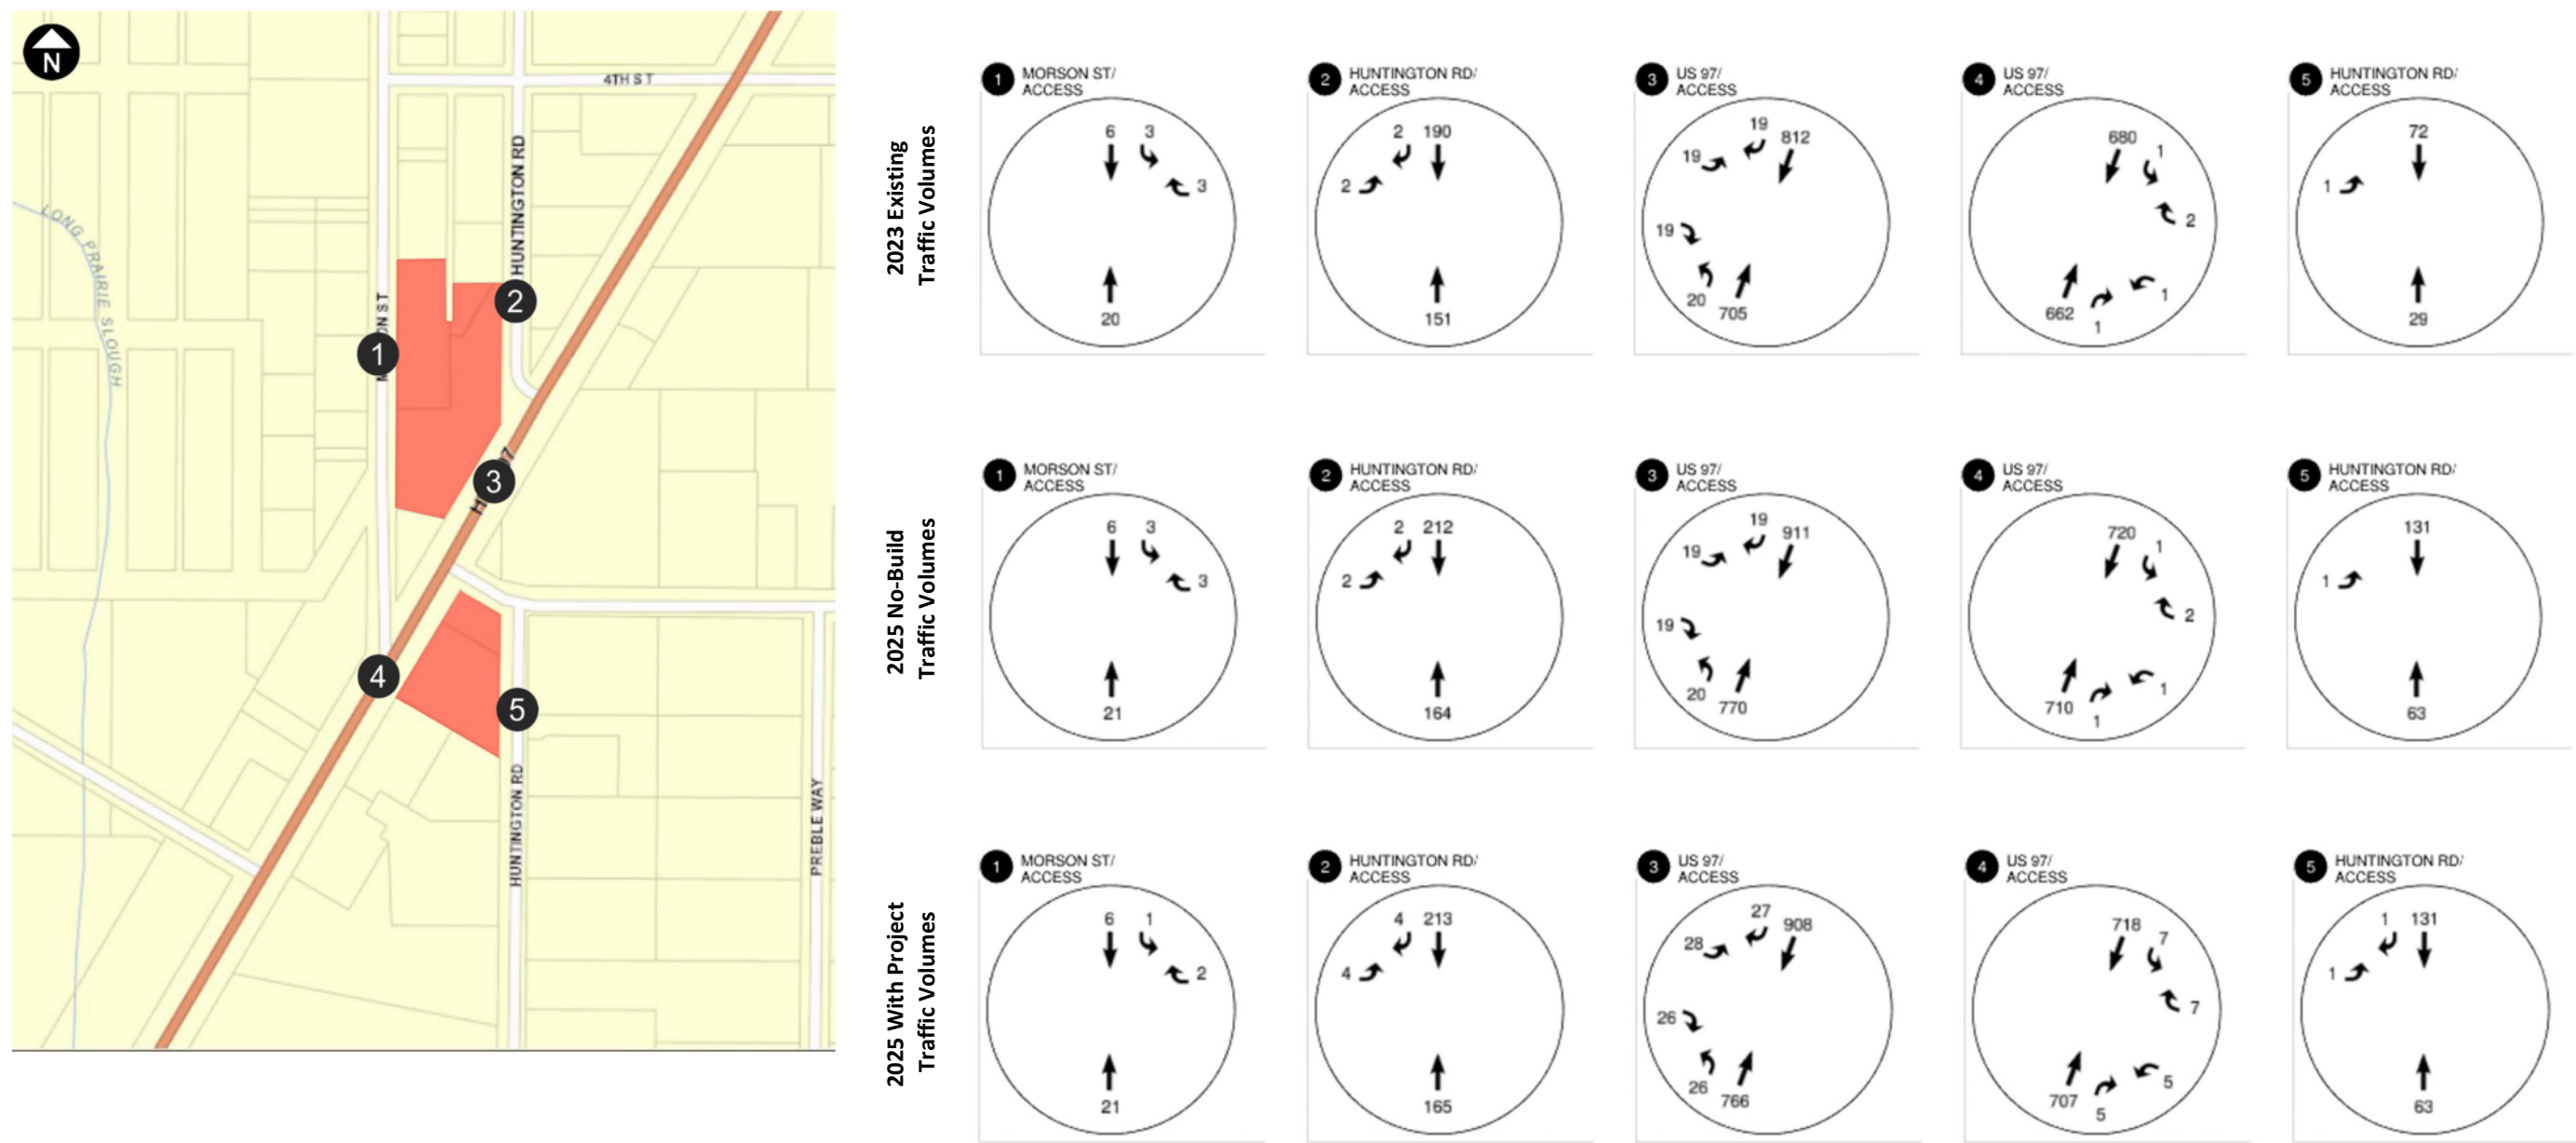 N
4TH ST
HUNTINGTON RD
LONG PRAIRIE SLOUGH
2
1
3
4
5
HUNTINGTON RD
PREBLE WAY
2023 Existing
Traffic Volumes
1 MORSON ST/
ACCESS
6 3
3
20
2 HUNTINGTON RD/
ACCESS
2 190
2
151
3 US 97/
ACCESS
19 812
19
19
20 705
4 US 97/
ACCESS
680 1
2
662 1 1
5 HUNTINGTON RD/
ACCESS
72
1
29
2025 No-Build
Traffic Volumes
1 MORSON ST/
ACCESS
6 3
3
21
2 HUNTINGTON RD/
ACCESS
2 212
2
164
3 US 97/
ACCESS
19 911
19
19
20 770
4 US 97/
ACCESS
720 1
2
710 1 1
5 HUNTINGTON RD/
ACCESS
131
1
63
2025 With Project
Traffic Volumes
1 MORSON ST/
ACCESS
6 1
2
21
2 HUNTINGTON RD/
ACCESS
4 213
4
165
3 US 97/
ACCESS
27 908
28
26
26 766
4 US 97/
ACCESS
718 7
7
707 5 5
5 HUNTINGTON RD/
ACCESS
1 131
1
63